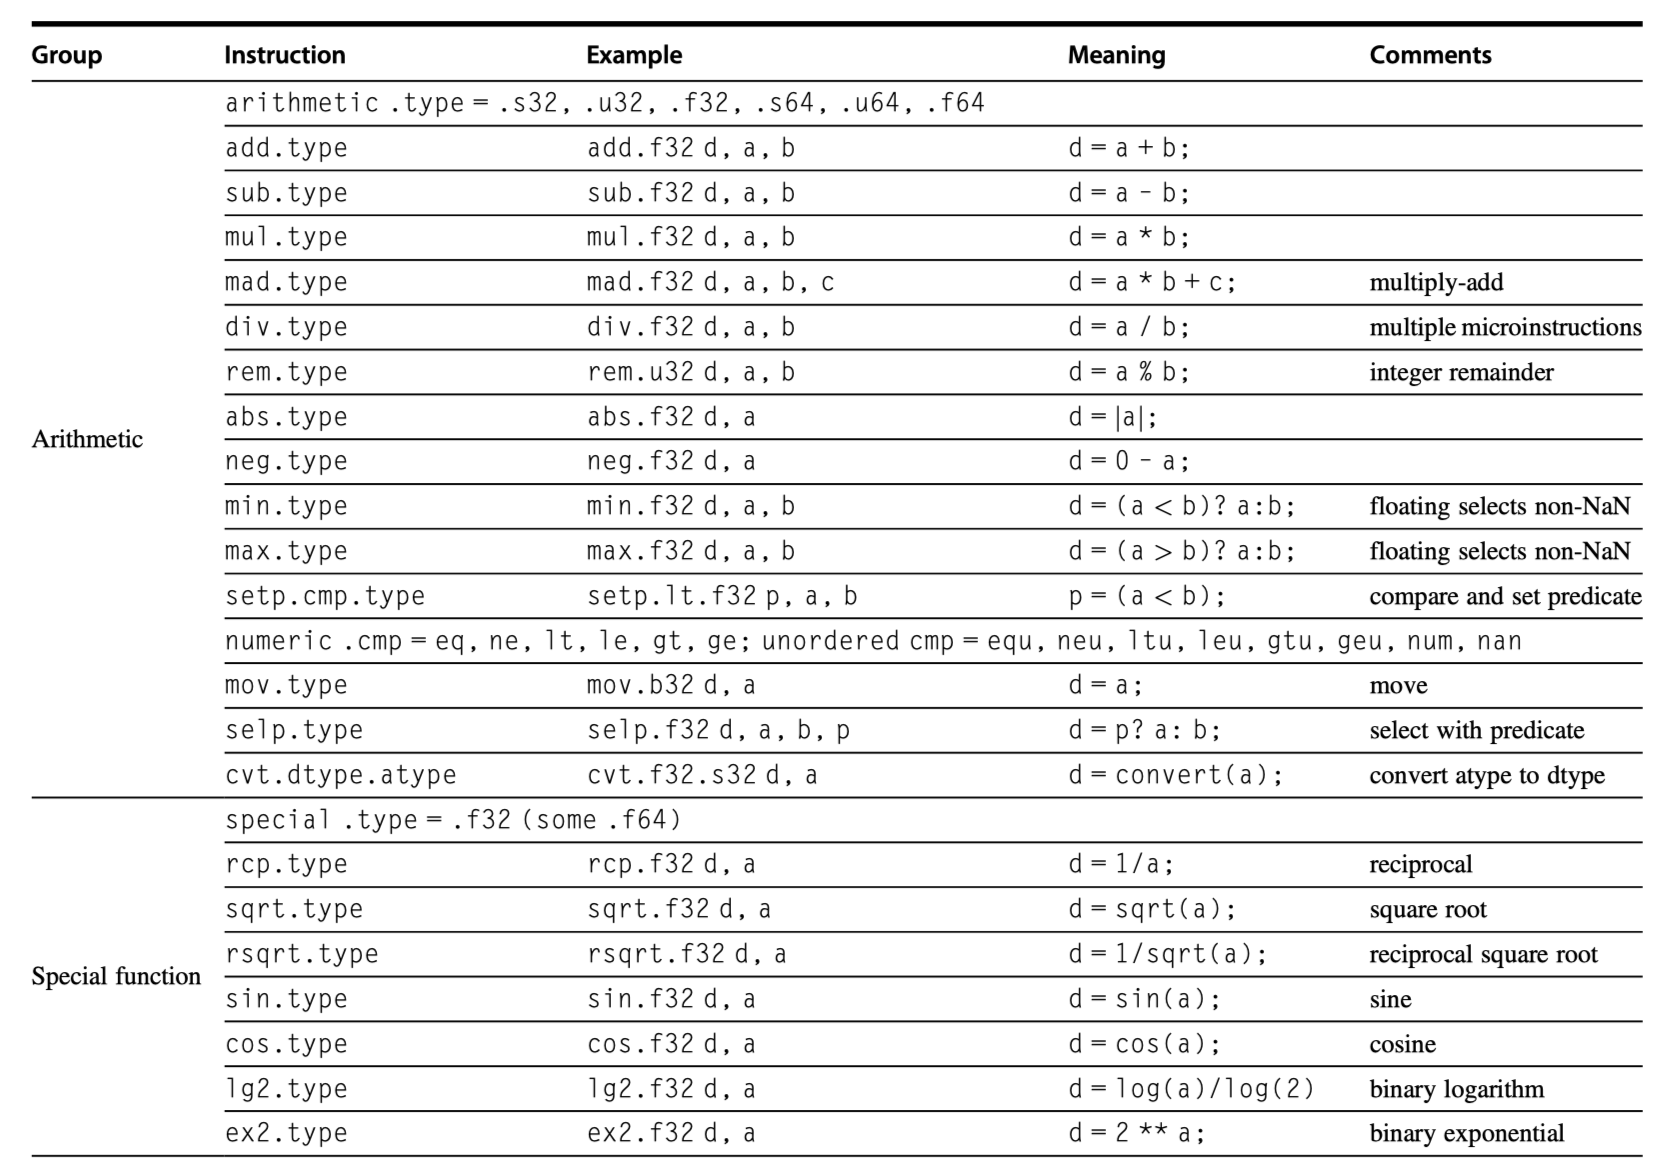 Group Instruction Example Meaning Comments
arithmetic .type = .s32, .u32, .f32, .s64, .u64, .f64
add.type add.f32 d, a, b d = a + b;
sub.type sub.f32 d, a, b d = a - b;
mul.type mul.f32 d, a, b d = a * b;
mad.type mad.f32 d, a, b, c d = a * b + c; multiply-add
div.type div.f32 d, a, b d = a / b; multiple microinstructions
rem.type rem.u32 d, a, b d = a % b; integer remainder
abs.type abs.f32 d, a d = |a|;
Arithmetic
neg.type neg.f32 d, a d = 0 - a;
min.type min.f32 d, a, b d = (a < b)? a:b; floating selects non-NaN
max.type max.f32 d, a, b d = (a > b)? a:b; floating selects non-NaN
setp.cmp.type setp.lt.f32 p, a, b p = (a < b); compare and set predicate
numeric .cmp = eq, ne, lt, le, gt, ge; unordered cmp = equ, neu, ltu, leu, gtu, geu, num, nan
mov.type mov.b32 d, a d = a; move
selp.type selp.f32 d, a, b, p d = p? a: b; select with predicate
cvt.dtype.atype cvt.f32.s32 d, a d = convert(a); convert atype to dtype
special .type = .f32 (some .f64)
rcp.type rcp.f32 d, a d = 1/a; reciprocal
sqrt.type sqrt.f32 d, a d = sqrt(a); square root
rsqrt.type rsqrt.f32 d, a d = 1/sqrt(a); reciprocal square root
Special function
sin.type sin.f32 d, a d = sin(a); sine
cos.type cos.f32 d, a d = cos(a); cosine
lg2.type lg2.f32 d, a d = log(a)/log(2) binary logarithm
ex2.type ex2.f32 d, a d = 2 ** a; binary exponential